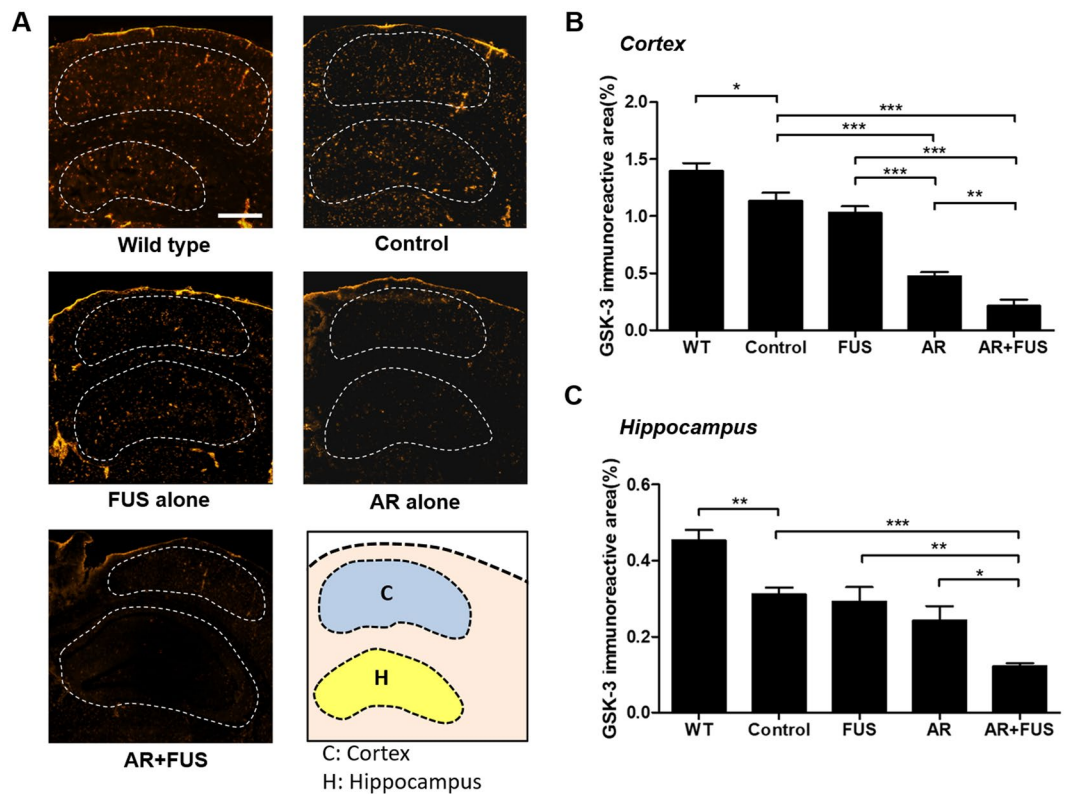 A
Wild type
Control
FUS alone
AR alone
AR+FUS
C
H
C: Cortex
H: Hippocampus
B
Cortex
GSK-3 immunoreactive area(%)
2.0
1.5
1.0
0.5
0.0
*
***
***
***
***
**
WT Control FUS AR AR+FUS
C
Hippocampus
GSK-3 immunoreactive area(%)
0.6
0.4
0.2
0.0
**
***
**
*
WT Control FUS AR AR+FUS